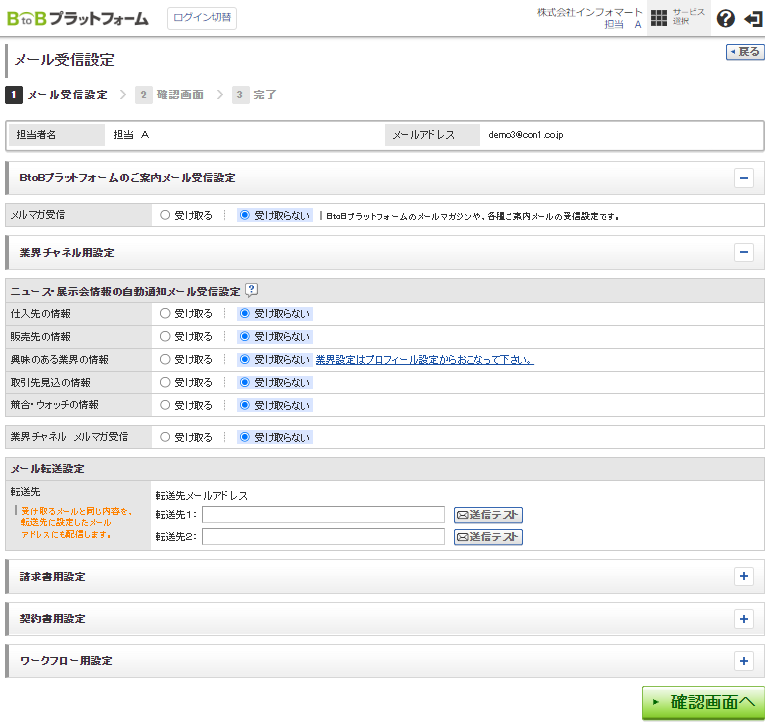 BtoBプラットフォーム ログイン切替 株式会社インフォマート 担当 A サービス選択 ?
メール受信設定 戻る
1 メール受信設定 2 確認画面 3 完了
担当者名 担当 A メールアドレス demo3@con1.co.jp
BtoBプラットフォームのご案内メール受信設定
メルマガ受信 受け取る 受け取らない BtoBプラットフォームのメールマガジンや、各種ご案内メールの受信設定です。
業界チャネル用設定
ニュース・展示会情報の自動通知メール受信設定 ?
仕入先の情報 受け取る 受け取らない
販売先の情報 受け取る 受け取らない
興味のある業界の情報 受け取る 受け取らない 業界設定はプロフィール設定からおこなって下さい。
取引先見込の情報 受け取る 受け取らない
競合・ウォッチの情報 受け取る 受け取らない
業界チャネル メルマガ受信 受け取る 受け取らない
メール転送設定
転送先 転送先メールアドレス
受け取るメールと同じ内容を、
転送先に設定したメール
アドレスにも配信します。
転送先1: 送信テスト
転送先2: 送信テスト
請求書用設定
契約書用設定
ワークフロー用設定
確認画面へ